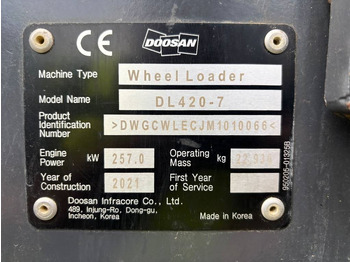 CE DOOSAN
Machine Type Wheel Loader
Model Name DL420-7
Product Identification Number >DWGCWLECJM1010066<
Engine Power kW 257.0 Operating Mass kg
Year of Construction 2021 First Year of Service
Doosan Infracore Co., Ltd.
489, Injung-Ro, Dong-gu,
Incheon, Korea Made in Korea